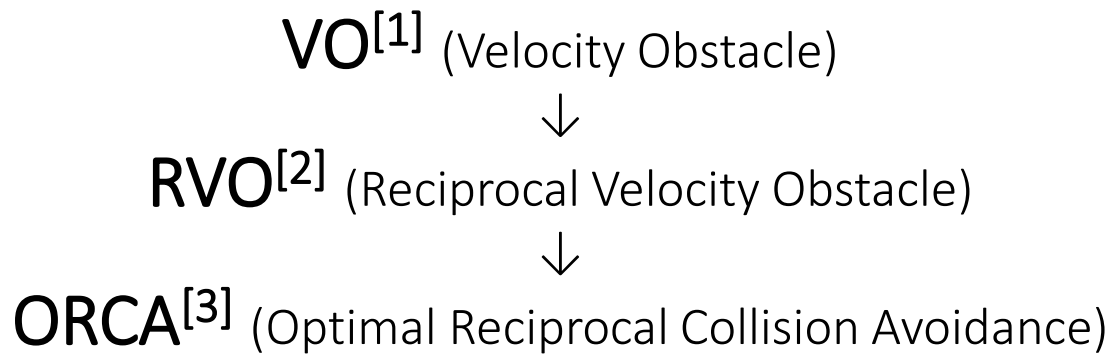 VO[1] (Velocity Obstacle)
↓
RVO[2] (Reciprocal Velocity Obstacle)
↓
ORCA[3] (Optimal Reciprocal Collision Avoidance)